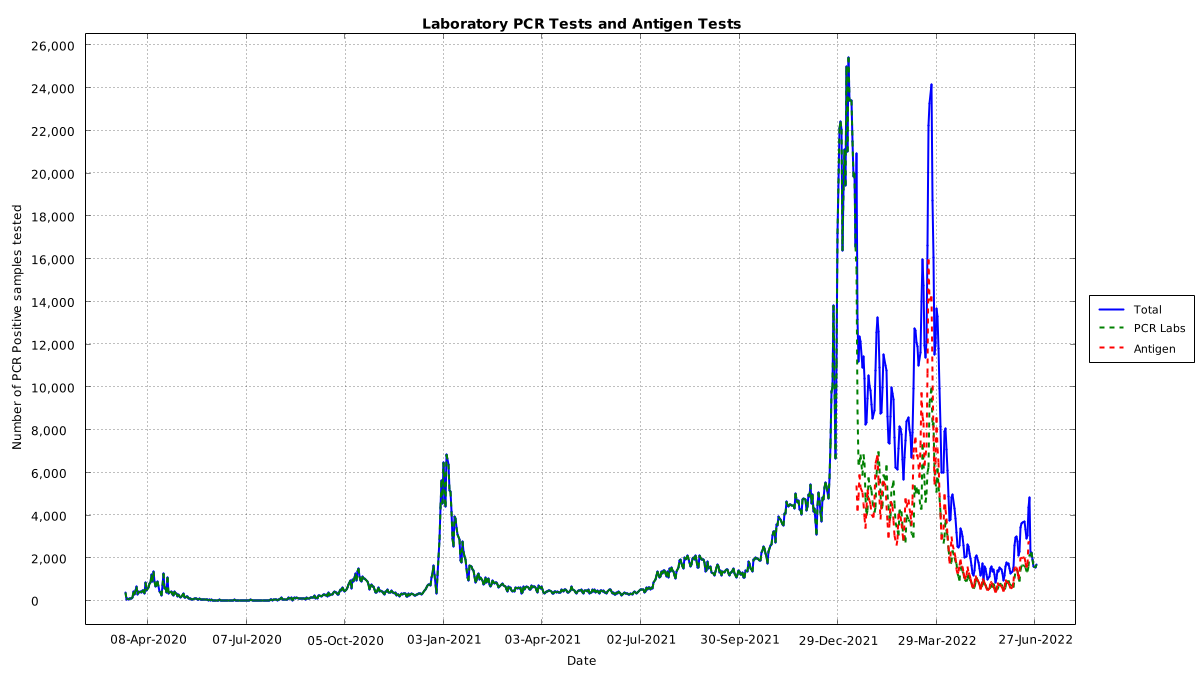 Laboratory PCR Tests and Antigen Tests
Number of PCR Positive samples tested
26,000
24,000
22,000
20,000
18,000
16,000
14,000
12,000
10,000
8,000
6,000
4,000
2,000
0
08-Apr-2020 07-Jul-2020 05-Oct-2020 03-Jan-2021 03-Apr-2021 02-Jul-2021 30-Sep-2021 29-Dec-2021 29-Mar-2022 27-Jun-2022
Date
Total
PCR Labs
Antigen